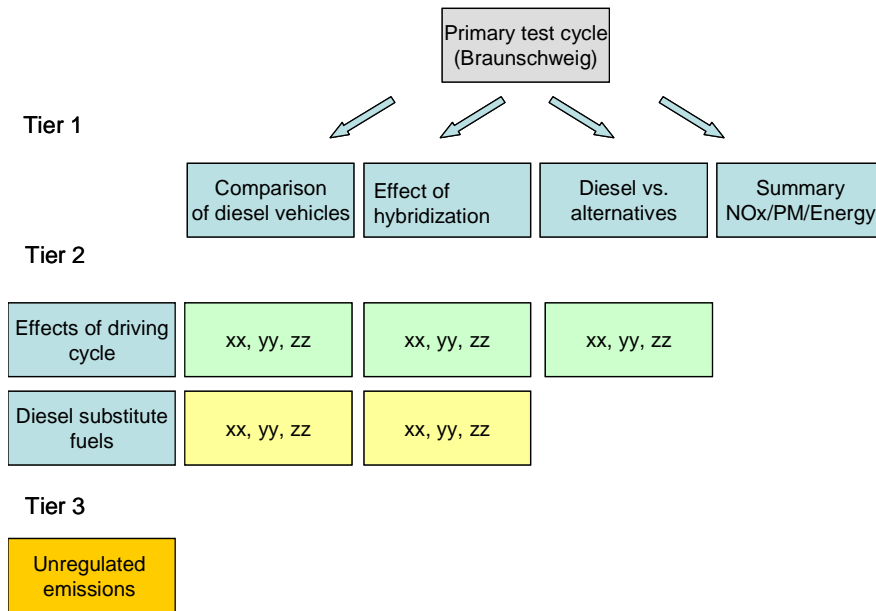 Primary test cycle
(Braunschweig)
Tier 1
Comparison
of diesel vehicles
Effect of
hybridization
Diesel vs.
alternatives
Summary
NOx/PM/Energy
Tier 2
Effects of driving
cycle
xx, yy, zz
xx, yy, zz
xx, yy, zz
Diesel substitute
fuels
xx, yy, zz
xx, yy, zz
Tier 3
Unregulated
emissions